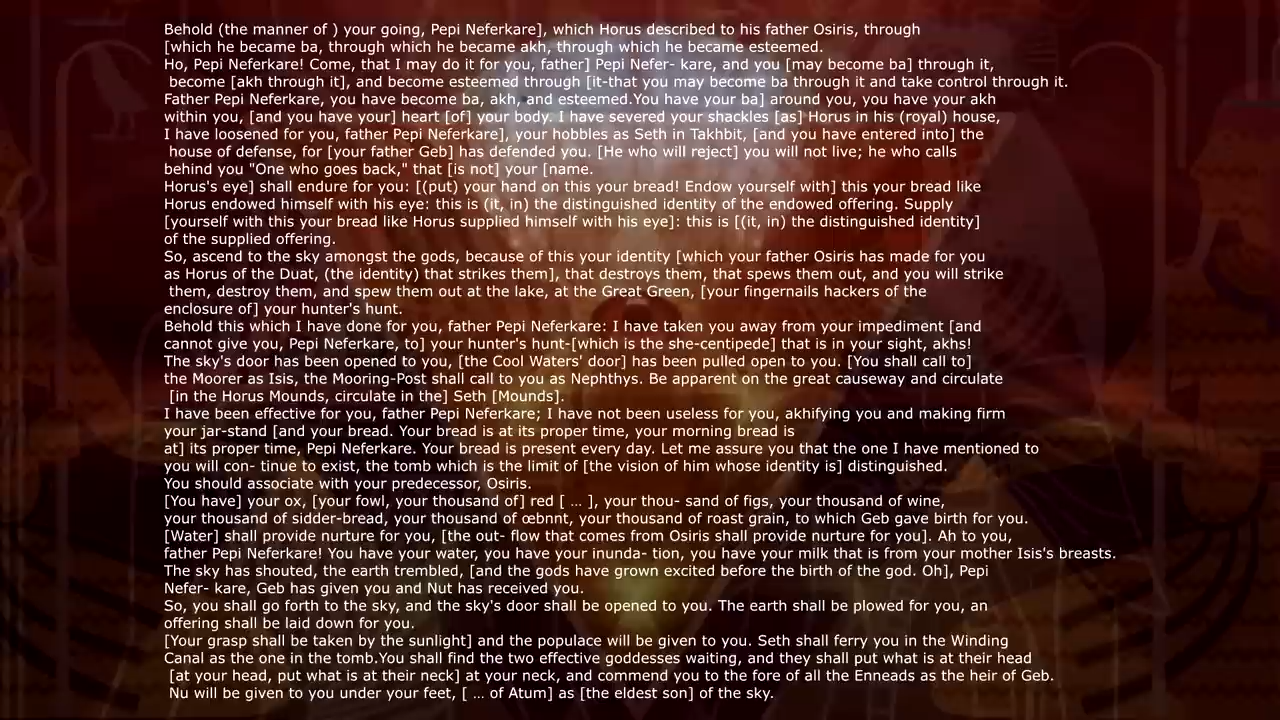 Behold (the manner of ) your going, Pepi Neferkare], which Horus described to his father Osiris, through
[which he became ba, through which he became akh, through which he became esteemed.
Ho, Pepi Neferkare! Come, that I may do it for you, father] Pepi Nefer- kare, and you [may become ba] through it,
become [akh through it], and become esteemed through [it-that you may become ba through it and take control through it.
Father Pepi Neferkare, you have become ba, akh, and esteemed.You have your ba] around you, you have your akh
within you, [and you have your] heart [of] your body. I have severed your shackles [as] Horus in his (royal) house,
I have loosened for you, father Pepi Neferkare], your hobbles as Seth in Takhbit, [and you have entered into] the
house of defense, for [your father Geb] has defended you. [He who will reject] you will not live; he who calls
behind you "One who goes back," that [is not] your [name.
Horus's eye] shall endure for you: [(put) your hand on this your bread! Endow yourself with] this your bread like
Horus endowed himself with his eye: this is (it, in) the distinguished identity of the endowed offering. Supply
[yourself with this your bread like Horus supplied himself with his eye]: this is [(it, in) the distinguished identity]
of the supplied offering.
So, ascend to the sky amongst the gods, because of this your identity [which your father Osiris has made for you
as Horus of the Duat, (the identity) that strikes them], that destroys them, that spews them out, and you will strike
them, destroy them, and spew them out at the lake, at the Great Green, [your fingernails hackers of the
enclosure of] your hunter's hunt.
Behold this which I have done for you, father Pepi Neferkare: I have taken you away from your impediment [and
cannot give you, Pepi Neferkare, to] your hunter's hunt-[which is the she-centipede] that is in your sight, akhs!
The sky's door has been opened to you, [the Cool Waters' door] has been pulled open to you. [You shall call to]
the Moorer as Isis, the Mooring-Post shall call to you as Nephthys. Be apparent on the great causeway and circulate
[in the Horus Mounds, circulate in the] Seth [Mounds].
I have been effective for you, father Pepi Neferkare; I have not been useless for you, akhifying you and making firm
your jar-stand [and your bread. Your bread is at its proper time, your morning bread is
at] its proper time, Pepi Neferkare. Your bread is present every day. Let me assure you that the one I have mentioned to
you will con- tinue to exist, the tomb which is the limit of [the vision of him whose identity is] distinguished.
You should associate with your predecessor, Osiris.
[You have] your ox, [your fowl, your thousand of] red [ ... ], your thou- sand of figs, your thousand of wine,
your thousand of sidder-bread, your thousand of œbnnt, your thousand of roast grain, to which Geb gave birth for you.
[Water] shall provide nurture for you, [the out- flow that comes from Osiris shall provide nurture for you]. Ah to you,
father Pepi Neferkare! You have your water, you have your inunda- tion, you have your milk that is from your mother Isis's breasts.
The sky has shouted, the earth trembled, [and the gods have grown excited before the birth of the god. Oh], Pepi
Nefer- kare, Geb has given you and Nut has received you.
So, you shall go forth to the sky, and the sky's door shall be opened to you. The earth shall be plowed for you, an
offering shall be laid down for you.
[Your grasp shall be taken by the sunlight] and the populace will be given to you. Seth shall ferry you in the Winding
Canal as the one in the tomb.You shall find the two effective goddesses waiting, and they shall put what is at their head
[at your head, put what is at their neck] at your neck, and commend you to the fore of all the Enneads as the heir of Geb.
Nu will be given to you under your feet, [ ... of Atum] as [the eldest son] of the sky.